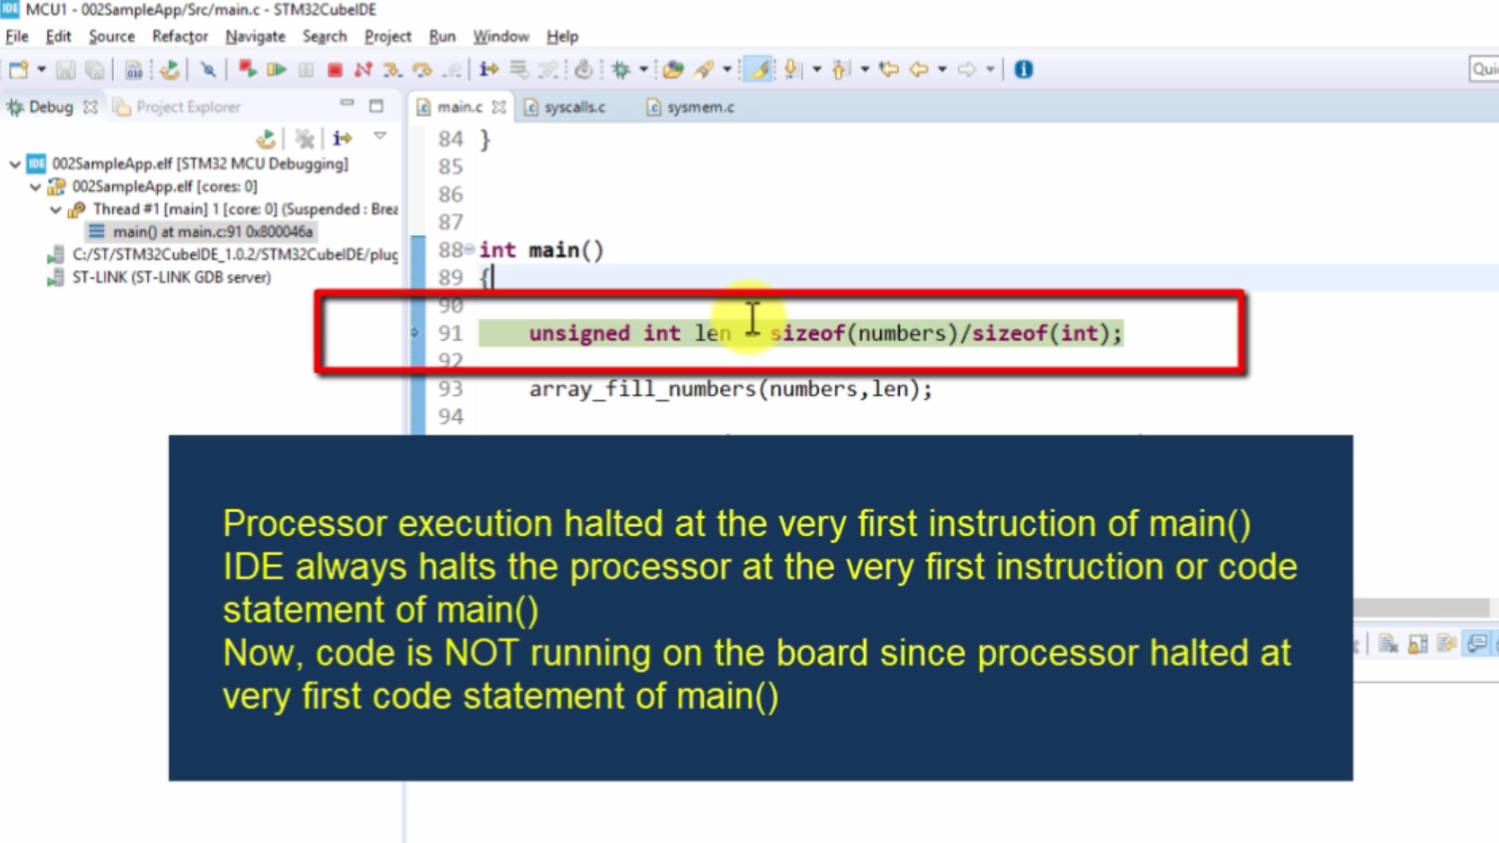 MCU1 - 002SampleApp/Src/main.c - STM32CubeIDE
File Edit Source Refactor Navigate Search Project Run Window Help
Qui
Debug Project Explorer
main.c syscalls.c sysmem.c
002SampleApp.elf [STM32 MCU Debugging]
002SampleApp.elf [cores: 0]
Thread #1 [main] 1 [core: 0] (Suspended : Brea
main() at main.c:91 0x800046a
C:/ST/STM32CubeIDE_1.0.2/STM32CubeIDE/plug
ST-LINK (ST-LINK GDB server)
84 }
85
86
87
88 int main()
89 {
90
91 unsigned int len = sizeof(numbers)/sizeof(int);
92
93 array_fill_numbers(numbers,len);
94
Processor execution halted at the very first instruction of main()
IDE always halts the processor at the very first instruction or code
statement of main()
Now, code is NOT running on the board since processor halted at
very first code statement of main()